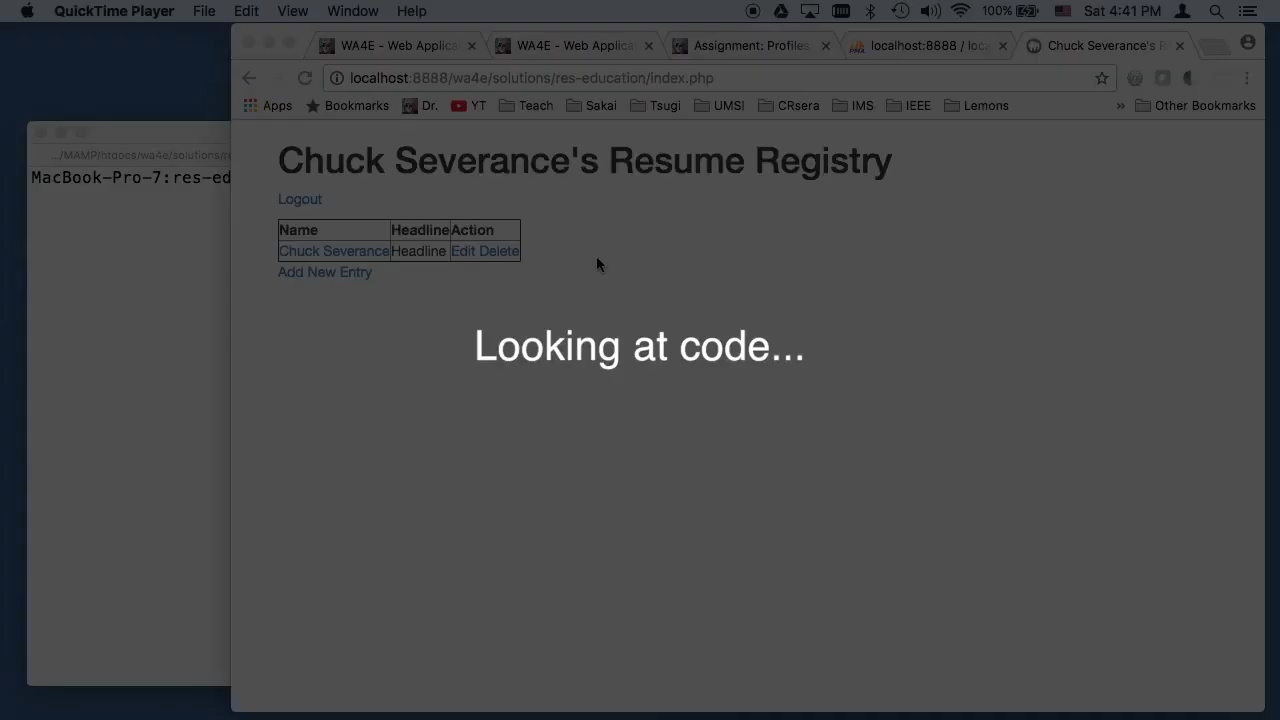 QuickTime Player File Edit View Window Help 100% Sat 4:41 PM
WA4E - Web Applica WA4E - Web Applica Assignment: Profiles, localhost:8888 / loca Chuck Severance's R
localhost:8888/wa4e/solutions/res-education/index.php
Apps Bookmarks Dr. YT Teach Sakai Tsugi UMSI CRsera IMS IEEE Lemons » Other Bookmarks
.../MAMP/htdocs/wa4e/solutions/r
MacBook-Pro-7:res-ed
Chuck Severance's Resume Registry
Logout
Name Headline Action
Chuck Severance Headline Edit Delete
Add New Entry
Looking at code...